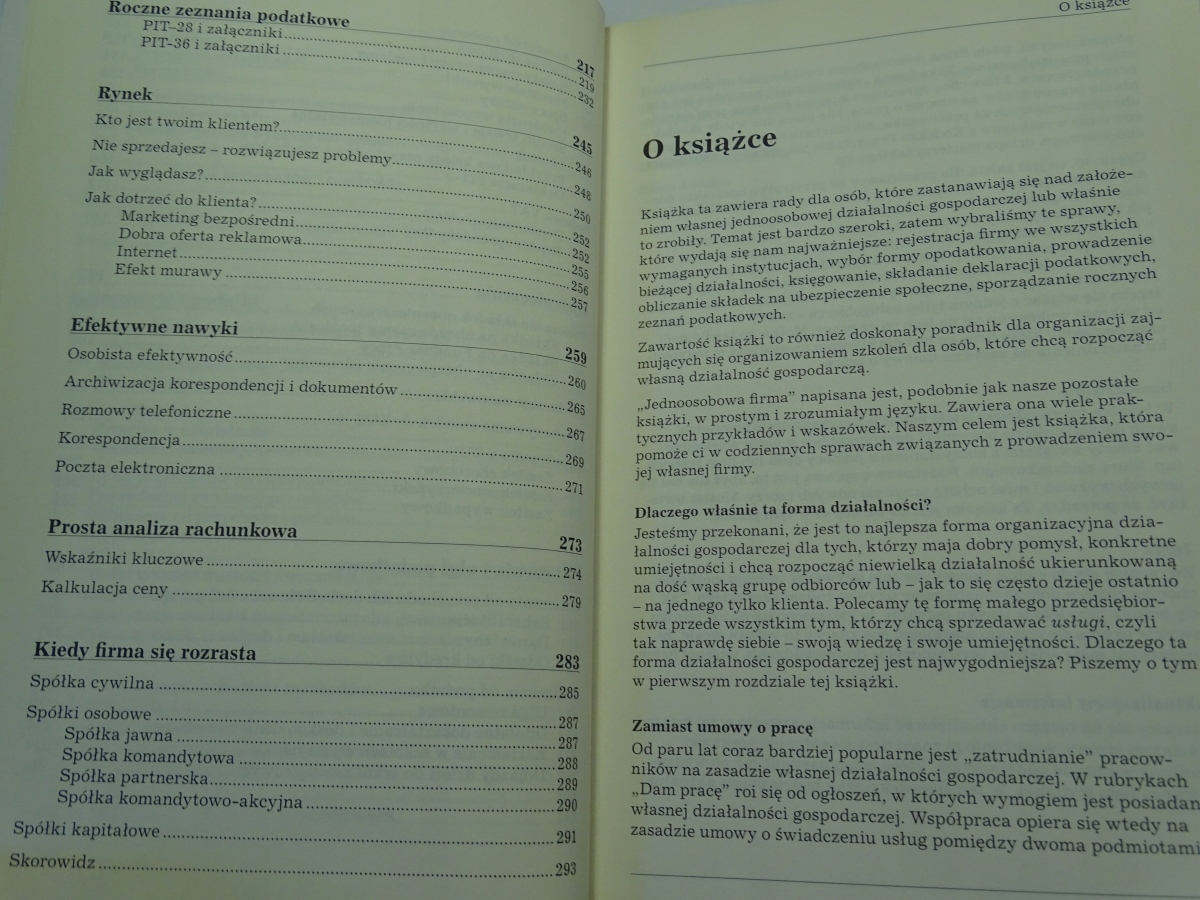 Roczne zeznania podatkowe 217
PIT–28 i załączniki 219
PIT–36 i załączniki 232
Rynek 245
Kto jest twoim klientem? 246
Nie sprzedajesz – rozwiązujesz problemy 248
Jak wyglądasz? 250
Jak dotrzeć do klienta? 252
Marketing bezpośredni 252
Dobra oferta reklamowa 255
Internet 256
Efekt murawy 257
Efektywne nawyki 259
Osobista efektywność 260
Archiwizacja korespondencji i dokumentów 265
Rozmowy telefoniczne 267
Korespondencja 269
Poczta elektroniczna 271
Prosta analiza rachunkowa 273
Wskaźniki kluczowe 274
Kalkulacja ceny 279
Kiedy firma się rozrasta 283
Spółka cywilna 285
Spółki osobowe 287
Spółka jawna 287
Spółka komandytowa 288
Spółka partnerska 289
Spółka komandytowo-akcyjna 290
Spółki kapitałowe 291
Skorowidz 293
O książce
O książce
Książka ta zawiera rady dla osób, które zastanawiają się nad założe-
niem własnej jednoosobowej działalności gospodarczej lub właśnie
to zrobiły. Temat jest bardzo szeroki, zatem wybraliśmy te sprawy,
które wydają się nam najważniejsze: rejestracja firmy we wszystkich
wymaganych instytucjach, wybór formy opodatkowania, prowadzenie
bieżącej działalności, księgowanie, składanie deklaracji podatkowych,
obliczanie składek na ubezpieczenie społeczne, sporządzanie rocznych
zeznań podatkowych.
Zawartość książki to również doskonały poradnik dla organizacji zaj-
mujących się organizowaniem szkoleń dla osób, które chcą rozpocząć
własną działalność gospodarczą.
„Jednoosobowa firma” napisana jest, podobnie jak nasze pozostałe
książki, w prostym i zrozumiałym języku. Zawiera ona wiele prak-
tycznych przykładów i wskazówek. Naszym celem jest książka, która
pomoże ci w codziennych sprawach związanych z prowadzeniem swo-
jej własnej firmy.
Dlaczego właśnie ta forma działalności?
Jesteśmy przekonani, że jest to najlepsza forma organizacyjna dzia-
łalności gospodarczej dla tych, którzy maja dobry pomysł, konkretne
umiejętności i chcą rozpocząć niewielką działalność ukierunkowaną
na dość wąską grupę odbiorców lub – jak to się często dzieje ostatnio
– na jednego tylko klienta. Polecamy tę formę małego przedsiębior-
stwa przede wszystkim tym, którzy chcą sprzedawać usługi, czyli
tak naprawdę siebie – swoją wiedzę i swoje umiejętności. Dlaczego ta
forma działalności gospodarczej jest najwygodniejsza? Piszemy o tym
w pierwszym rozdziale tej książki.
Zamiast umowy o pracę
Od paru lat coraz bardziej popularne jest „zatrudnianie” pracow-
ników na zasadzie własnej działalności gospodarczej. W rubrykach
„Dam pracę” roi się od ogłoszeń, w których wymogiem jest posiadan
własnej działalności gospodarczej. Współpraca opiera się wtedy na
zasadzie umowy o świadczeniu usług pomiędzy dwoma podmiotami